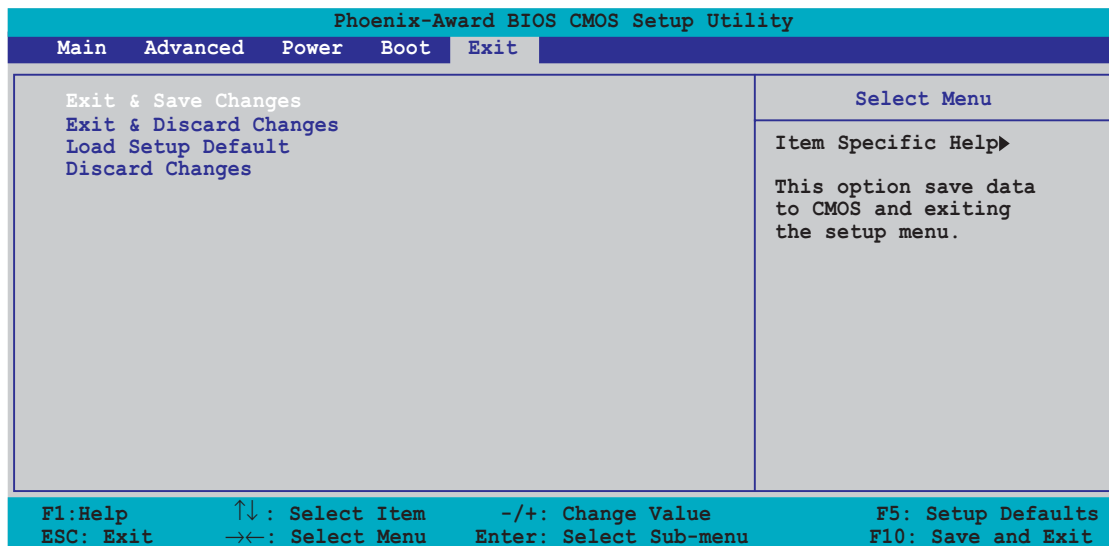 Phoenix-Award BIOS CMOS Setup Utility
Main Advanced Power Boot Exit
Exit & Save Changes
Exit & Discard Changes
Load Setup Default
Discard Changes
Select Menu
Item Specific Help▶
This option save data
to CMOS and exiting
the setup menu.
F1:Help ↑↓: Select Item -/+: Change Value F5: Setup Defaults
ESC: Exit →←: Select Menu Enter: Select Sub-menu F10: Save and Exit